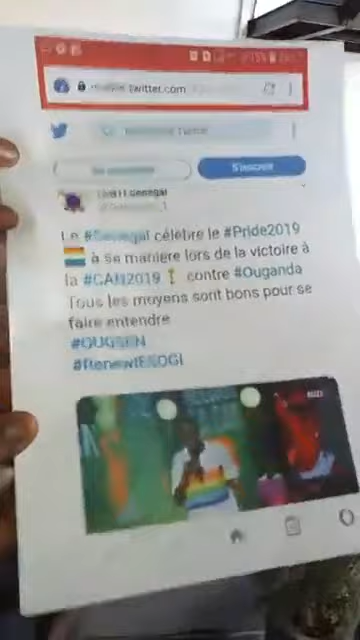 twitter.com
S'inscrire
Le #Senegal célèbre le #Pride2019
à sa manière lors de la victoire à
la #CAN2019 contre #Ouganda
Tous les moyens sont bons pour se
faire entendre
#OUGSEN
#RenewIESOGI